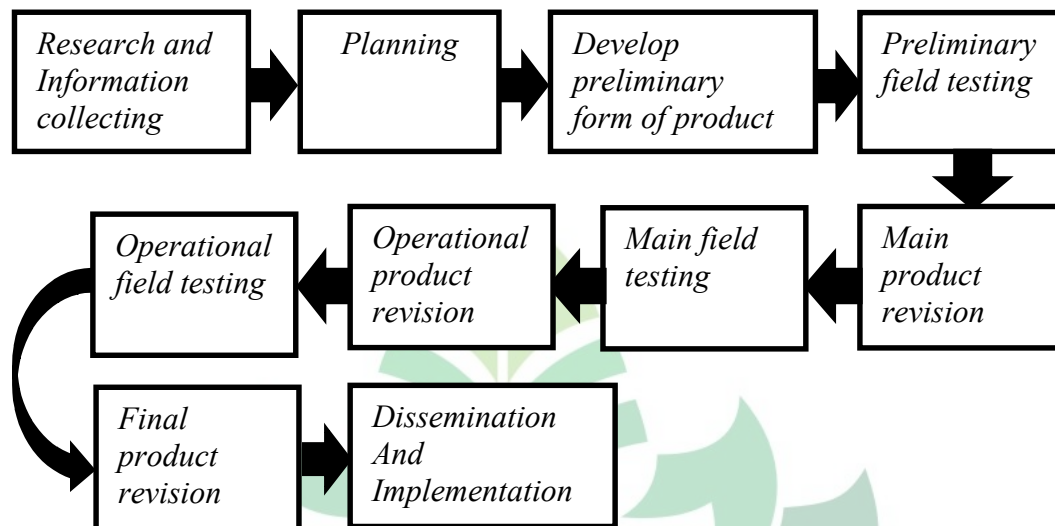 Research and
Information
collecting
Planning
Develop
preliminary
form of product
Preliminary
field testing
Main
product
revision
Main field
testing
Operational
product
revision
Operational
field testing
Final
product
revision
Dissemination
And
Implementation